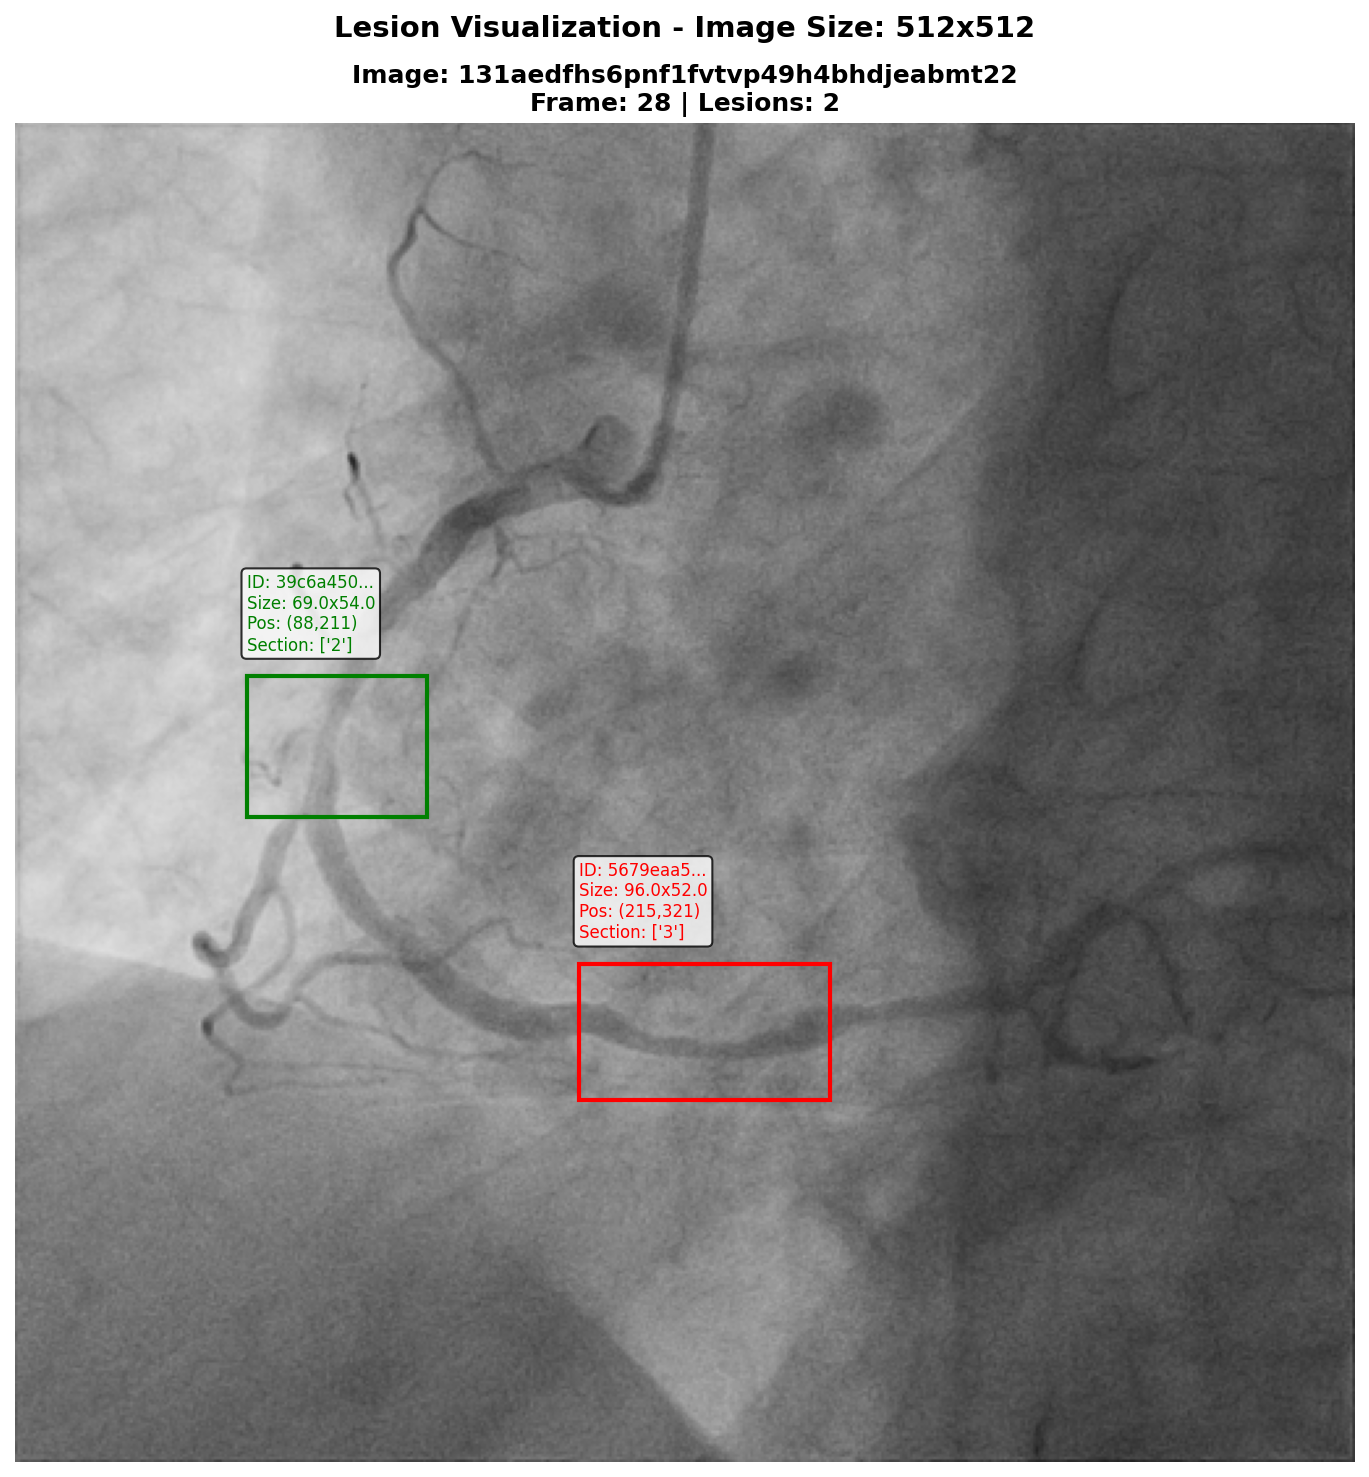 Lesion Visualization - Image Size: 512x512
Image: 131aedfhs6pnf1fvtvp49h4bhdjeabmt22
Frame: 28 | Lesions: 2
ID: 39c6a450...
Size: 69.0x54.0
Pos: (88,211)
Section: ['2']
ID: 5679eaa5...
Size: 96.0x52.0
Pos: (215,321)
Section: ['3']